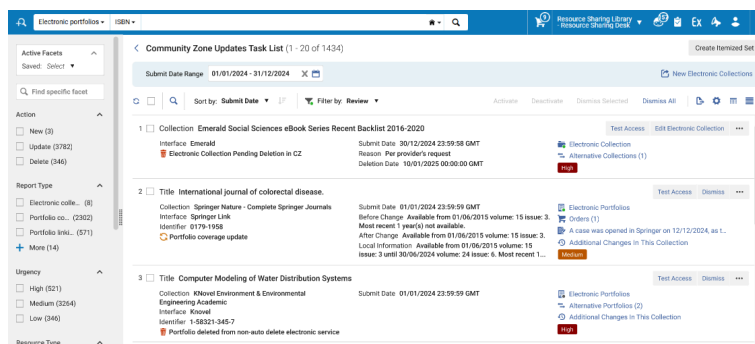 Electronic portfolios ISBN
9 Resource Sharing Library - Resource Sharing Desk
Active Facets
Saved: Select
Find specific facet
Action
New (3)
Update (3782)
Delete (346)
Report Type
Electronic colle... (8)
Portfolio co... (2302)
Portfolio linki... (571)
More (14)
Urgency
High (521)
Medium (3264)
Low (346)
Resource Type
Community Zone Updates Task List (1 - 20 of 1434)
Create Itemized Set
Submit Date Range 01/01/2024 - 31/12/2024
New Electronic Collections
Sort by: Submit Date Filter by: Review
Activate Deactivate Dismiss Selected Dismiss All
1 Collection Emerald Social Sciences eBook Series Recent Backlist 2016-2020
Test Access Edit Electronic Collection
Interface Emerald
Electronic Collection Pending Deletion in CZ
Submit Date 30/12/2024 23:59:58 GMT
Reason Per provider's request
Deletion Date 10/01/2025 00:00:00 GMT
Electronic Collection
Alternative Collections (1)
High
2 Title International journal of colorectal disease.
Test Access Dismiss
Collection Springer Nature - Complete Springer Journals
Interface Springer Link
Identifier 0179-1958
Portfolio coverage update
Submit Date 01/01/2024 23:59:59 GMT
Before Change Available from 01/06/2015 volume: 15 issue: 3.
Most recent 1 year(s) not available.
After Change Available from 01/06/2015 volume: 15 issue: 3.
Local Information Available from 01/06/2015 volume: 15
issue: 3 until 30/06/2024 volume: 24 issue: 6. Most recent 1...
Electronic Portfolios
Orders (1)
A case was opened in Springer on 12/12/2024, as t...
Additional Changes In This Collection
Medium
3 Title Computer Modeling of Water Distribution Systems
Test Access Dismiss
Collection KNovel Environment & Environmental
Engineering Academic
Interface Knovel
Identifier 1-58321-345-7
Portfolio deleted from non-auto delete electronic service
Submit Date 01/01/2024 23:59:59 GMT
Electronic Portfolios
Alternative Portfolios (2)
Additional Changes In This Collection
High